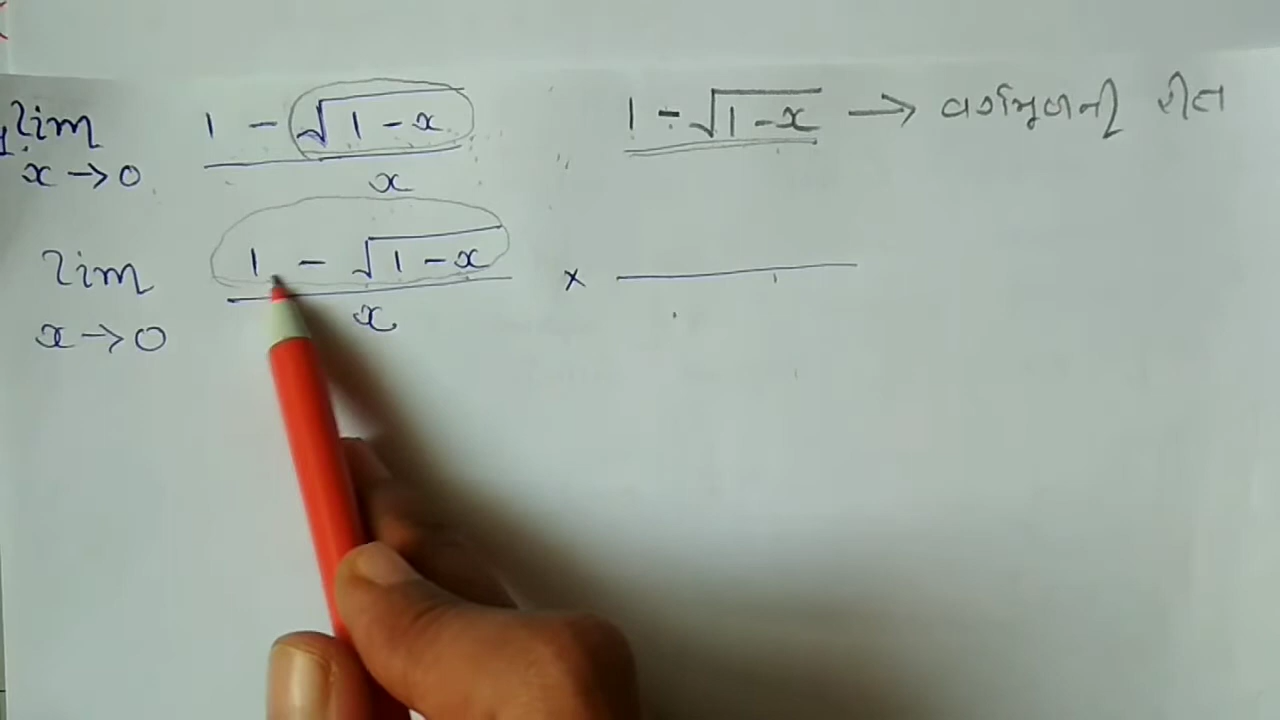 lim x→0 (1 - √(1 - x)) / x
1 - √(1 - x) → વર્ગમૂળની રીત
lim x→0 (1 - √(1 - x)) / x ×